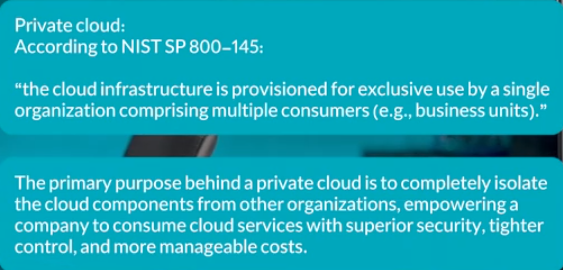 Private cloud:
According to NIST SP 800-145:
"the cloud infrastructure is provisioned for exclusive use by a single
organization comprising multiple consumers (e.g., business units)."
The primary purpose behind a private cloud is to completely isolate
the cloud components from other organizations, empowering a
company to consume cloud services with superior security, tighter
control, and more manageable costs.